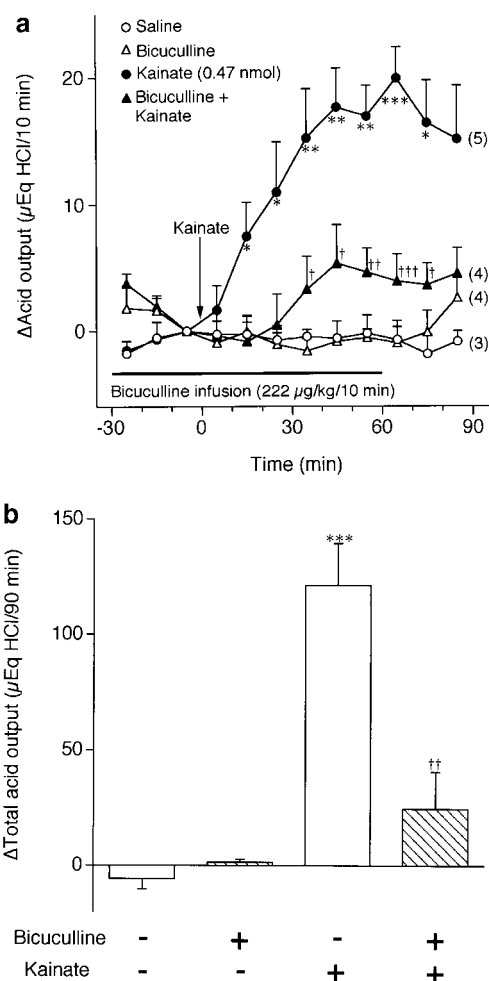 a
Saline
Bicuculline
Kainate (0.47 nmol)
Bicuculline +
Kainate
ΔAcid output (µEq HCl/10 min)
20
10
0
Kainate
*
*
**
**
**
***
*
†
†
††
†††
†
(5)
(4)
(4)
(3)
Bicuculline infusion (222 µg/kg/10 min)
-30 0 30 60 90
Time (min)
b
ΔTotal acid output (µEq HCl/90 min)
150
100
50
0
***
††
Bicuculline - + - +
Kainate - - + +